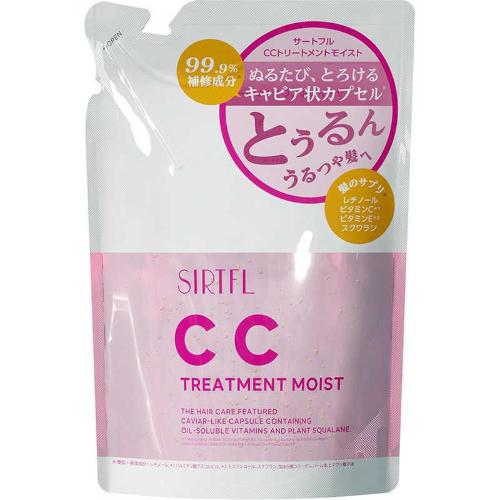 OPEN
サートフル
CCトリートメントモイスト
99.9%
補修成分※
ぬるたび、とろける
キャビア状カプセル
とぅるん
うるつや髪へ
髪のサプリ
レチノール
ビタミンC
ビタミンE
スクワラン
SIRTFL
CC
TREATMENT MOIST
THE HAIR CARE FEATURED
CAVIAR-LIKE CAPSULE CONTAINING
OIL-SOLUBLE VITAMINS AND PLANT SQUALANE.